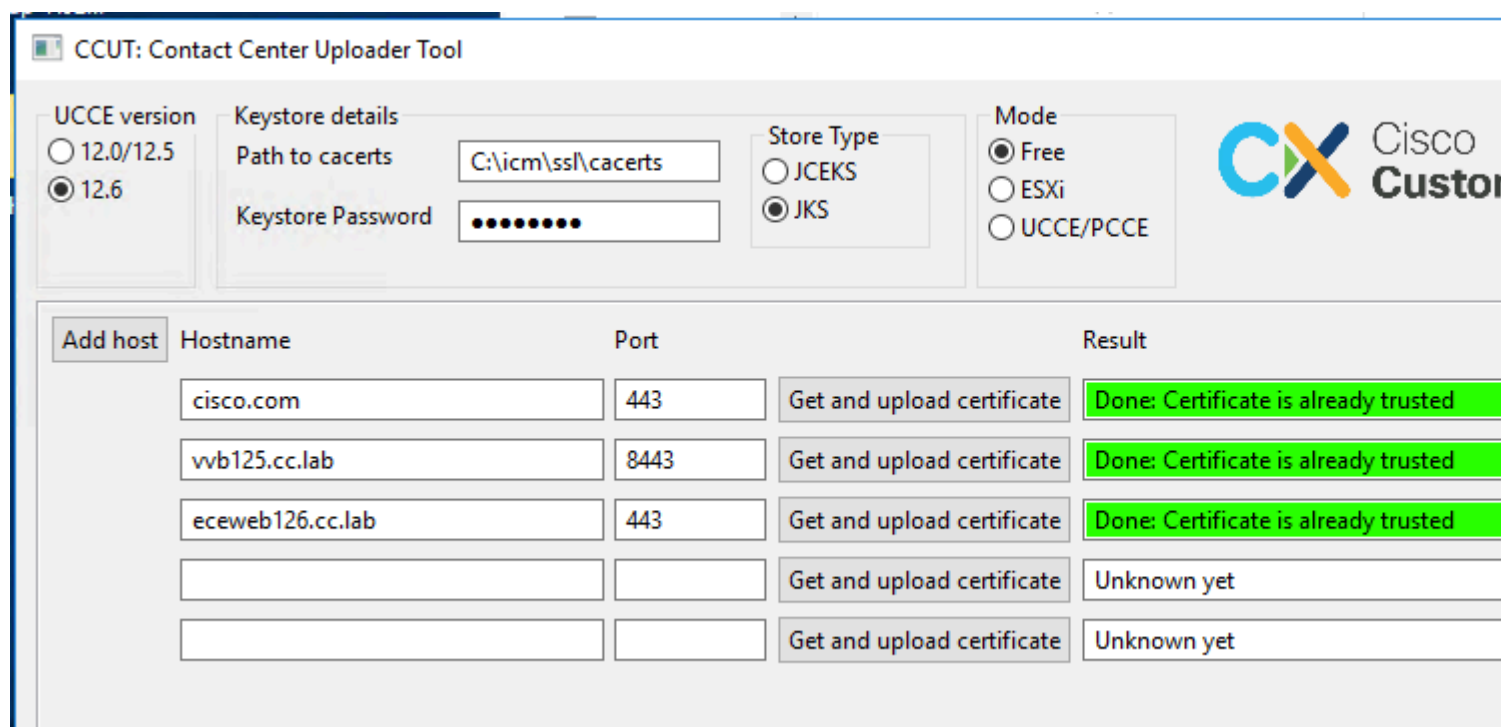 CCUT: Contact Center Uploader Tool
UCCE version
12.0/12.5
12.6
Keystore details
Path to cacerts
C:\icm\ssl\cacerts
Keystore Password
••••••••
Store Type
JCEKS
JKS
Mode
Free
ESXi
UCCE/PCCE
CX Cisco
Custor
Add host Hostname Port Result
cisco.com 443 Get and upload certificate Done: Certificate is already trusted
vvb125.cc.lab 8443 Get and upload certificate Done: Certificate is already trusted
eceweb126.cc.lab 443 Get and upload certificate Done: Certificate is already trusted
Get and upload certificate Unknown yet
Get and upload certificate Unknown yet